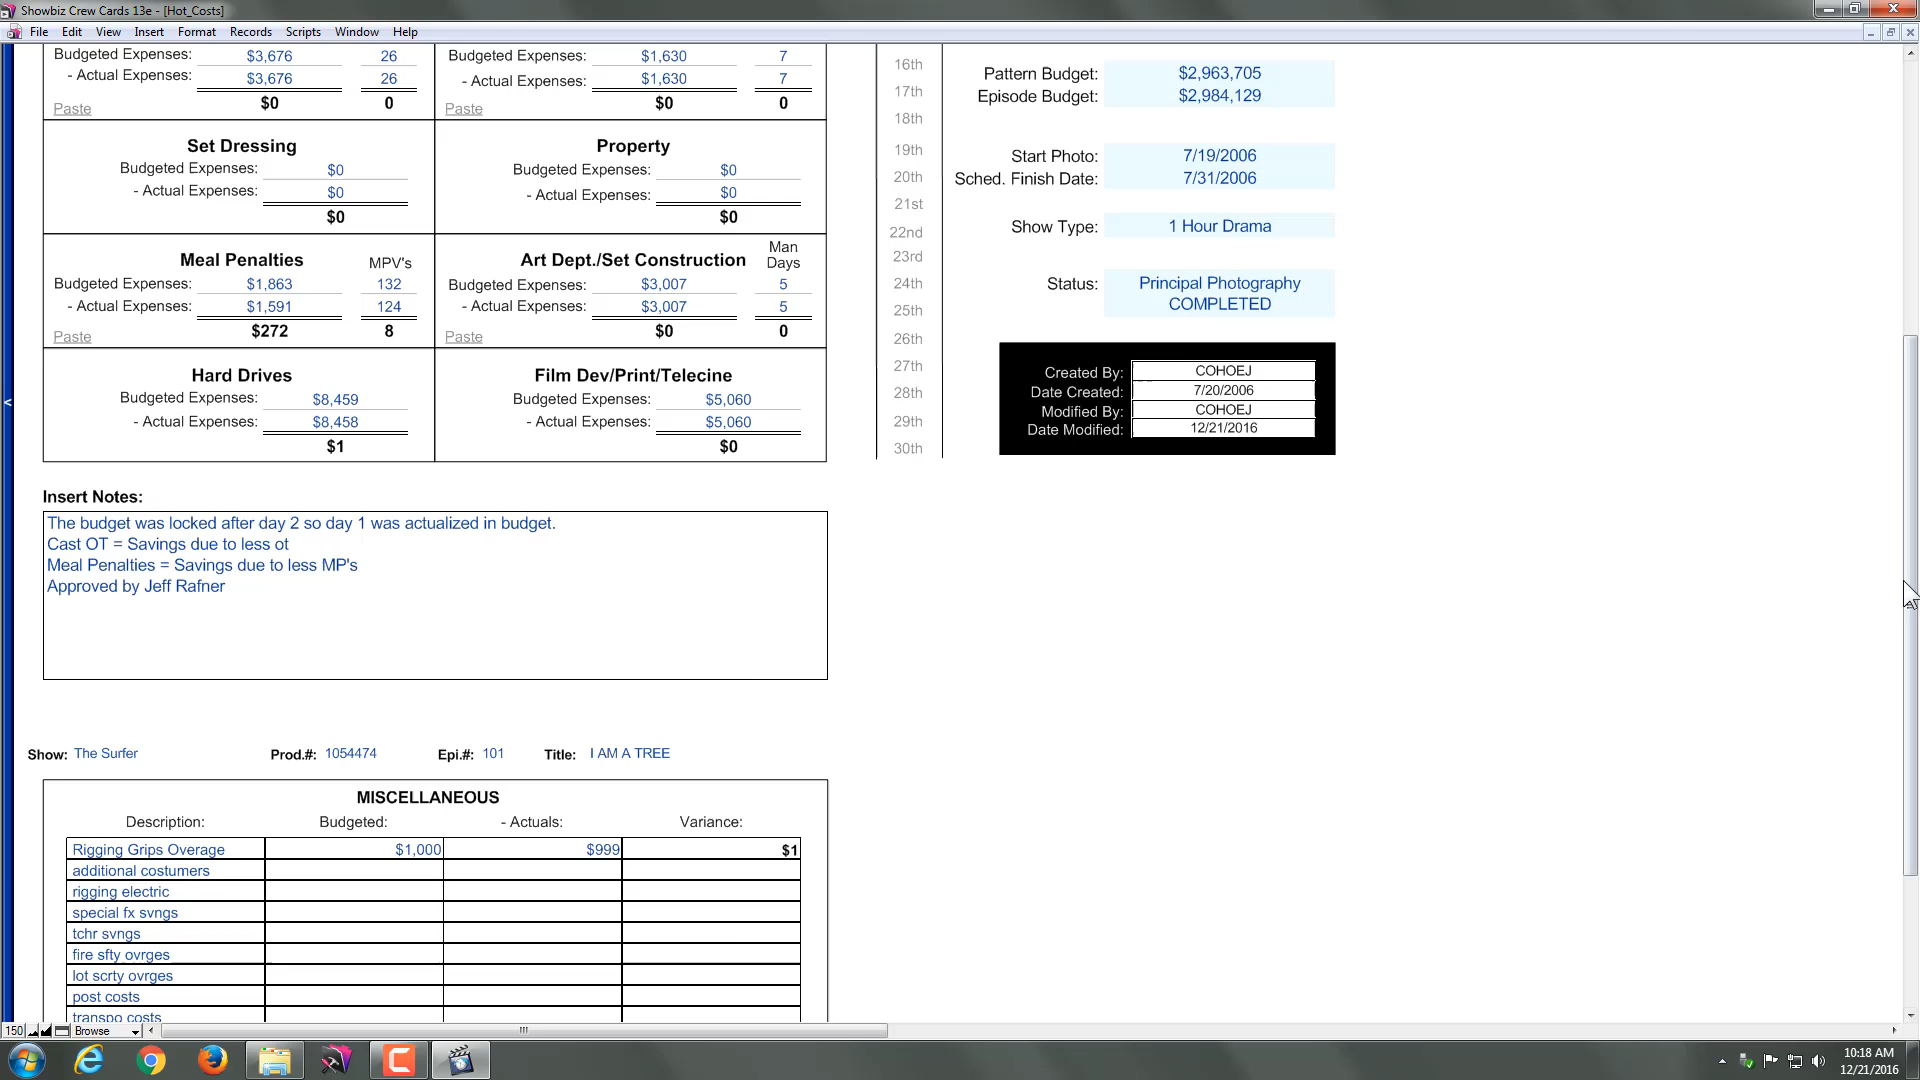 Showbiz Crew Cards 13e - [Hot_Costs]
File Edit View Insert Format Records Scripts Window Help
Budgeted Expenses: $3,676 26
- Actual Expenses: $3,676 26
Paste $0 0
Budgeted Expenses: $1,630 7
- Actual Expenses: $1,630 7
Paste $0 0
Set Dressing
Budgeted Expenses: $0
- Actual Expenses: $0
$0
Property
Budgeted Expenses: $0
- Actual Expenses: $0
$0
Meal Penalties MPV's
Budgeted Expenses: $1,863 132
- Actual Expenses: $1,591 124
Paste $272 8
Art Dept./Set Construction Man Days
Budgeted Expenses: $3,007 5
- Actual Expenses: $3,007 5
Paste $0 0
Hard Drives
Budgeted Expenses: $8,459
- Actual Expenses: $8,458
$1
Film Dev/Print/Telecine
Budgeted Expenses: $5,060
- Actual Expenses: $5,060
$0
16th
17th
18th
19th
20th
21st
22nd
23rd
24th
25th
26th
27th
28th
29th
30th
Pattern Budget: $2,963,705
Episode Budget: $2,984,129
Start Photo: 7/19/2006
Sched. Finish Date: 7/31/2006
Show Type: 1 Hour Drama
Status: Principal Photography
COMPLETED
Created By: COHOEJ
Date Created: 7/20/2006
Modified By: COHOEJ
Date Modified: 12/21/2016
<
Insert Notes:
The budget was locked after day 2 so day 1 was actualized in budget.
Cast OT = Savings due to less ot
Meal Penalties = Savings due to less MP's
Approved by Jeff Rafner
Show: The Surfer Prod.#: 1054474 Epi.#: 101 Title: I AM A TREE
MISCELLANEOUS
Description: Budgeted: - Actuals: Variance:
Rigging Grips Overage $1,000 $999 $1
additional costumers
rigging electric
special fx svngs
tchr svngs
fire sfty ovrges
lot scrty ovrges
post costs
transpo costs
150 Browse
10:18 AM
12/21/2016